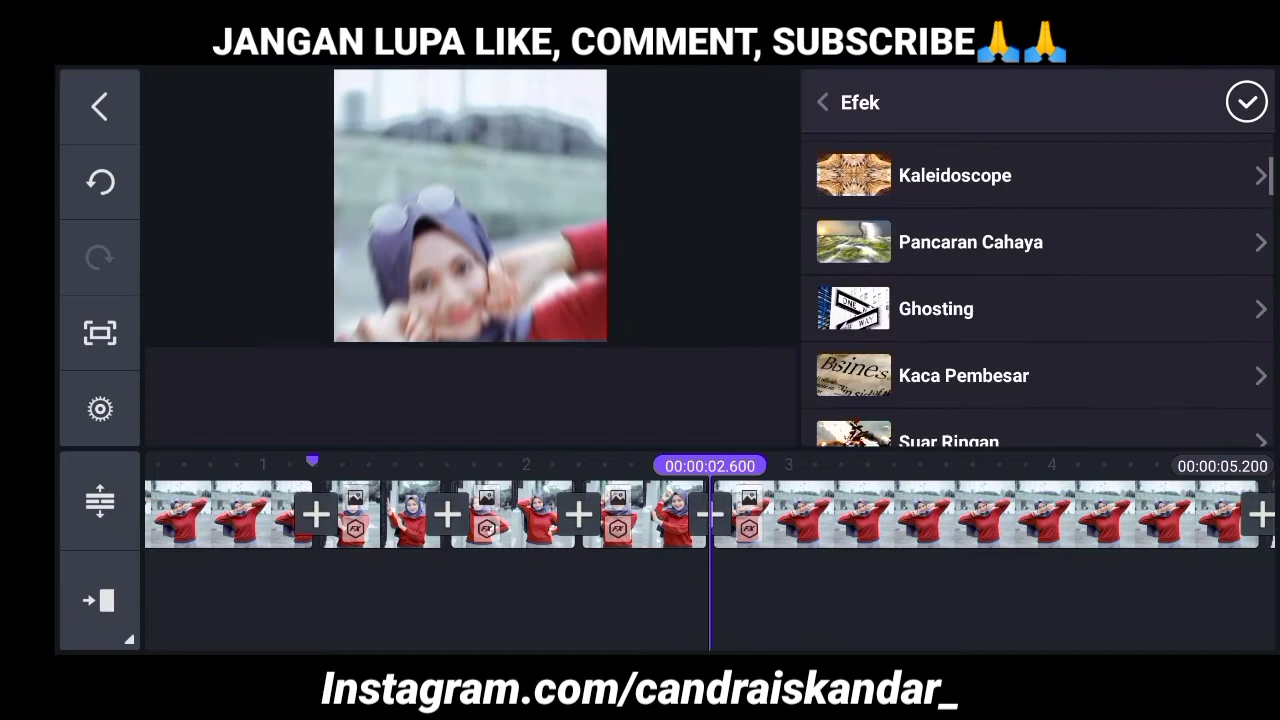 JANGAN LUPA LIKE, COMMENT, SUBSCRIBE🙏🙏
Efek
Kaleidoscope
Pancaran Cahaya
Ghosting
Kaca Pembesar
Suar Ringan
1
2
00:00:02.600
3
4
00:00:05.200
Instagram.com/candraiskandar_